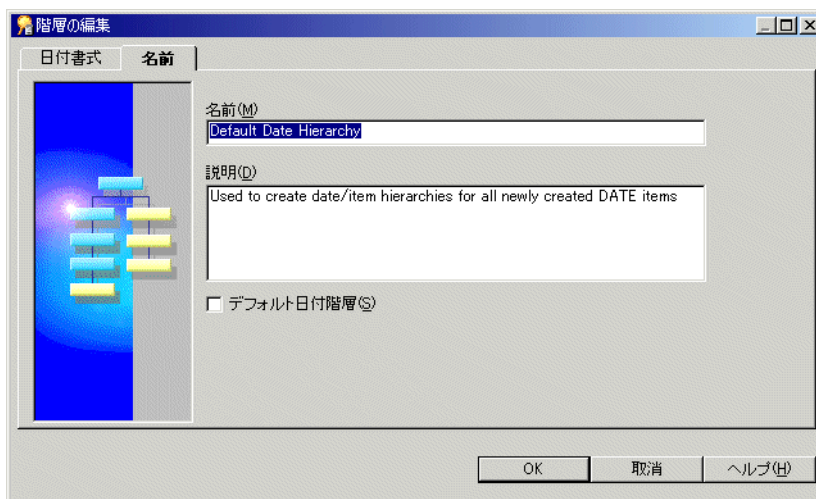 階層の編集
日付書式 名前
名前(M)
Default Date Hierarchy
説明(D)
Used to create date/item hierarchies for all newly created DATE items
デフォルト日付階層(S)
OK 取消 ヘルプ(H)